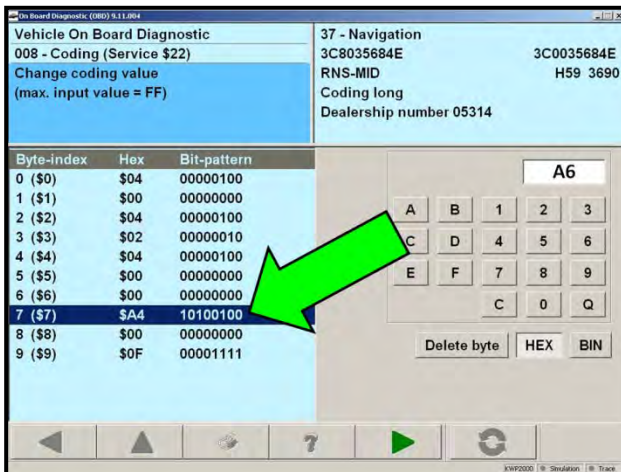 On Board Diagnostic (OBD) 9.11.004
Vehicle On Board Diagnostic
008 - Coding (Service $22)
Change coding value
(max. input value = FF)
37 - Navigation
3C8035684E 3C0035684E
RNS-MID H59 3690
Coding long
Dealership number 05314
Byte-index Hex Bit-pattern
0 ($0) $04 00000100
1 ($1) $00 00000000
2 ($2) $04 00000100
3 ($3) $02 00000010
4 ($4) $04 00000100
5 ($5) $00 00000000
6 ($6) $00 00000000
7 ($7) $A4 10100100
8 ($8) $00 00000000
9 ($9) $0F 00001111
A6
A B 1 2 3
C D 4 5 6
E F 7 8 9
C 0 Q
Delete byte HEX BIN
?
KWP2000 Simulation Trace